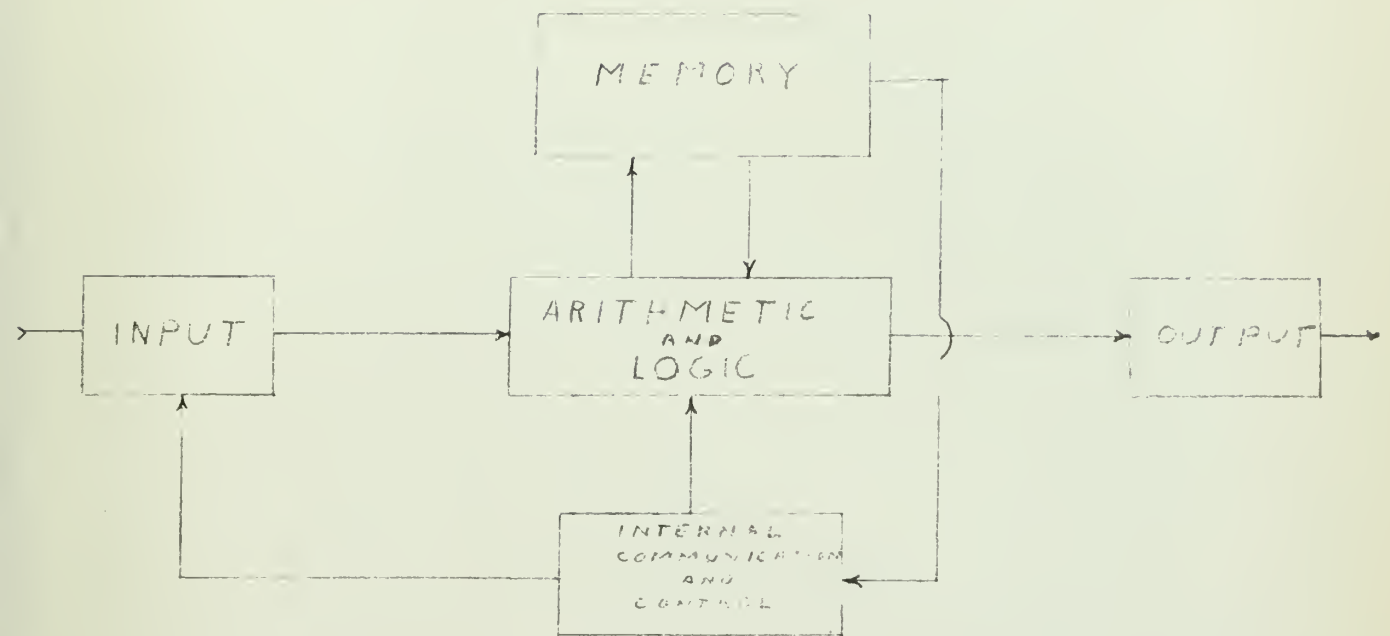 MEMORY
INPUT
ARITHMETIC
AND
LOGIC
OUTPUT
INTERNAL
COMMUNICATION
AND
CONTROL